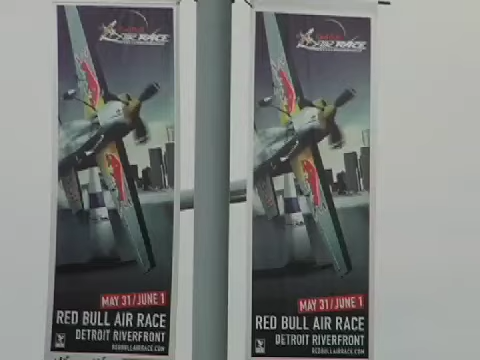 AIR RACE
MAY 31/JUNE 1
RED BULL AIR RACE
DETROIT RIVERFRONT
REDBULLAIRRACE.COM
AIR RACE
MAY 31/JUNE 1
RED BULL AIR RACE
DETROIT RIVERFRONT
REDBULLAIRRACE.COM